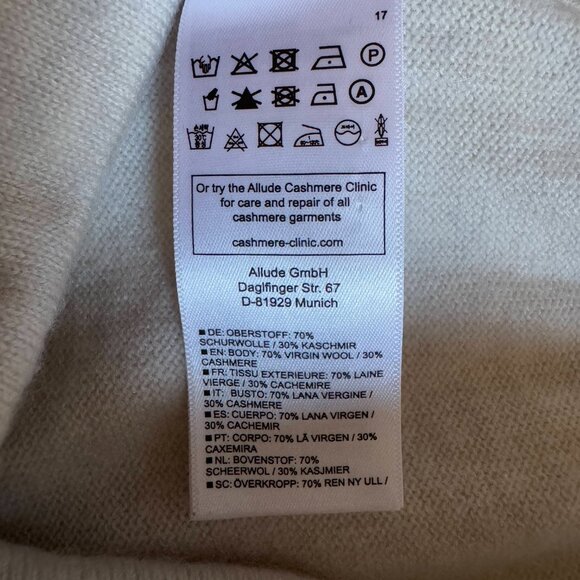 17
P
A
Or try the Allude Cashmere Clinic
for care and repair of all
cashmere garments
cashmere-clinic.com
Allude GmbH
Daglfinger Str. 67
D-81929 Munich
■ DE: OBERSTOFF: 70%
SCHURWOLLE / 30% KASCHMIR
■ EN: BODY: 70% VIRGIN WOOL / 30%
CASHMERE
■ FR: TISSU EXTERIEURE: 70% LAINE
VIERGE / 30% CACHEMIRE
■ IT: BUSTO: 70% LANA VERGINE /
30% CASHMERE
■ ES: CUERPO: 70% LANA VIRGEN /
30% CACHEMIR
■ PT: CORPO: 70% LÃ VIRGEN / 30%
CAXEMIRA
■ NL: BOVENSTOF: 70%
SCHEERWOL / 30% KASJMIER
■ SC: ÖVERKROPP: 70% REN NY ULL /